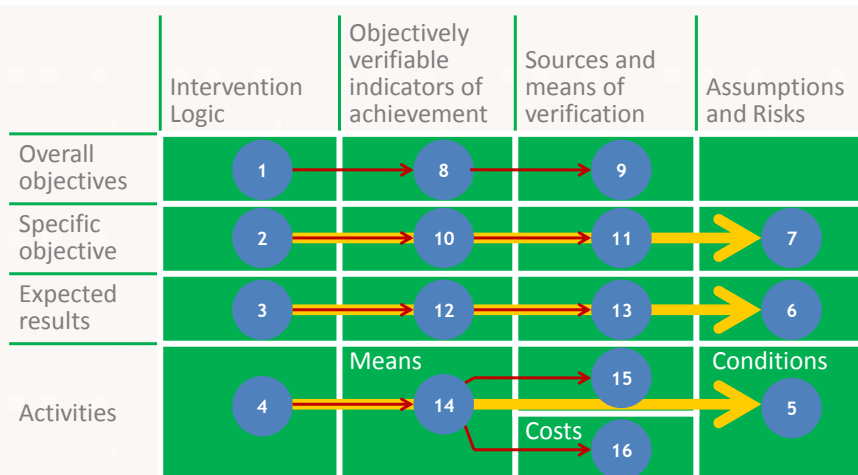 Intervention
Logic
Objectively
verifiable
indicators of
achievement
Sources and
means of
verification
Assumptions
and Risks
Overall
objectives
1
8
9
Specific
objective
2
10
11
7
Expected
results
3
12
13
6
Activities
4
Means
14
15
Costs
16
Conditions
5